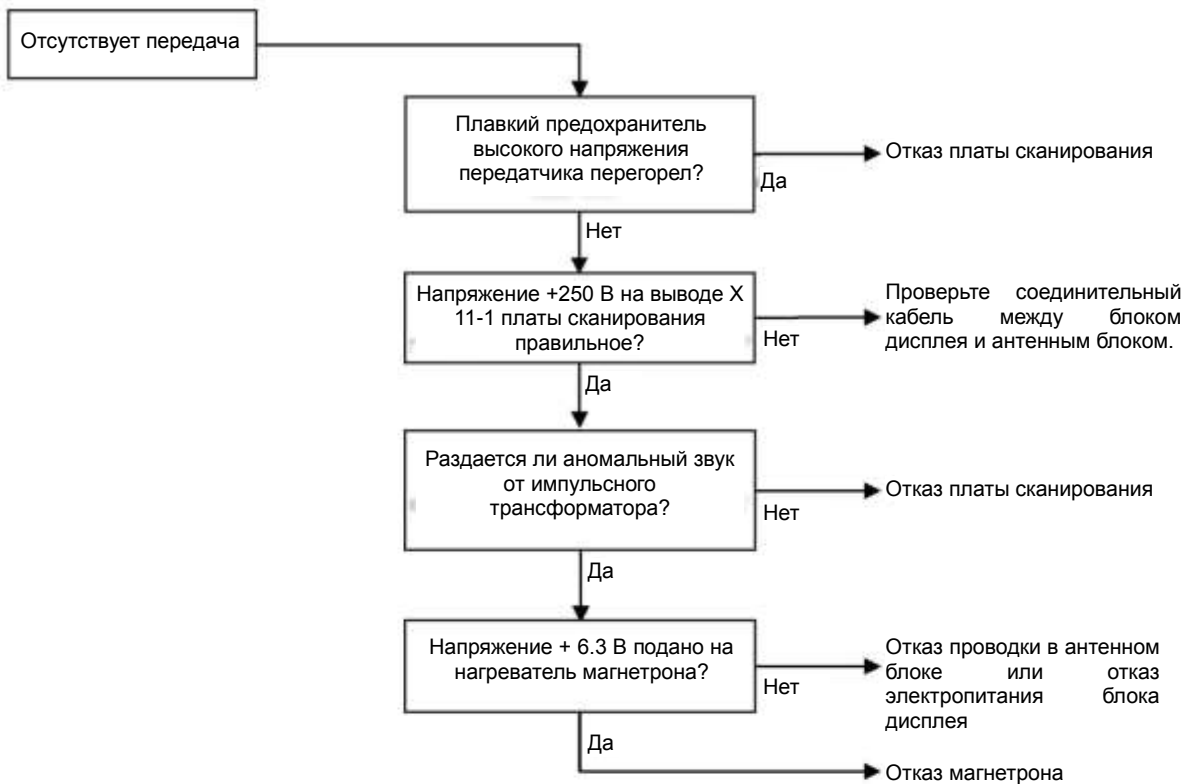 Отсутствует передача
Плавкий предохранитель
высокого напряжения
передатчика перегорел?
Да
Отказ платы сканирования
Нет
Напряжение +250 В на выводе X
11-1 платы сканирования
правильное?
Нет
Проверьте соединительный
кабель между блоком
дисплея и антенным блоком.
Да
Раздается ли аномальный звук
от импульсного
трансформатора?
Нет
Отказ платы сканирования
Да
Напряжение + 6.3 В подано на
нагреватель магнетрона?
Нет
Отказ проводки в антенном
блоке или отказ
электропитания блока
дисплея
Да
Отказ магнетрона